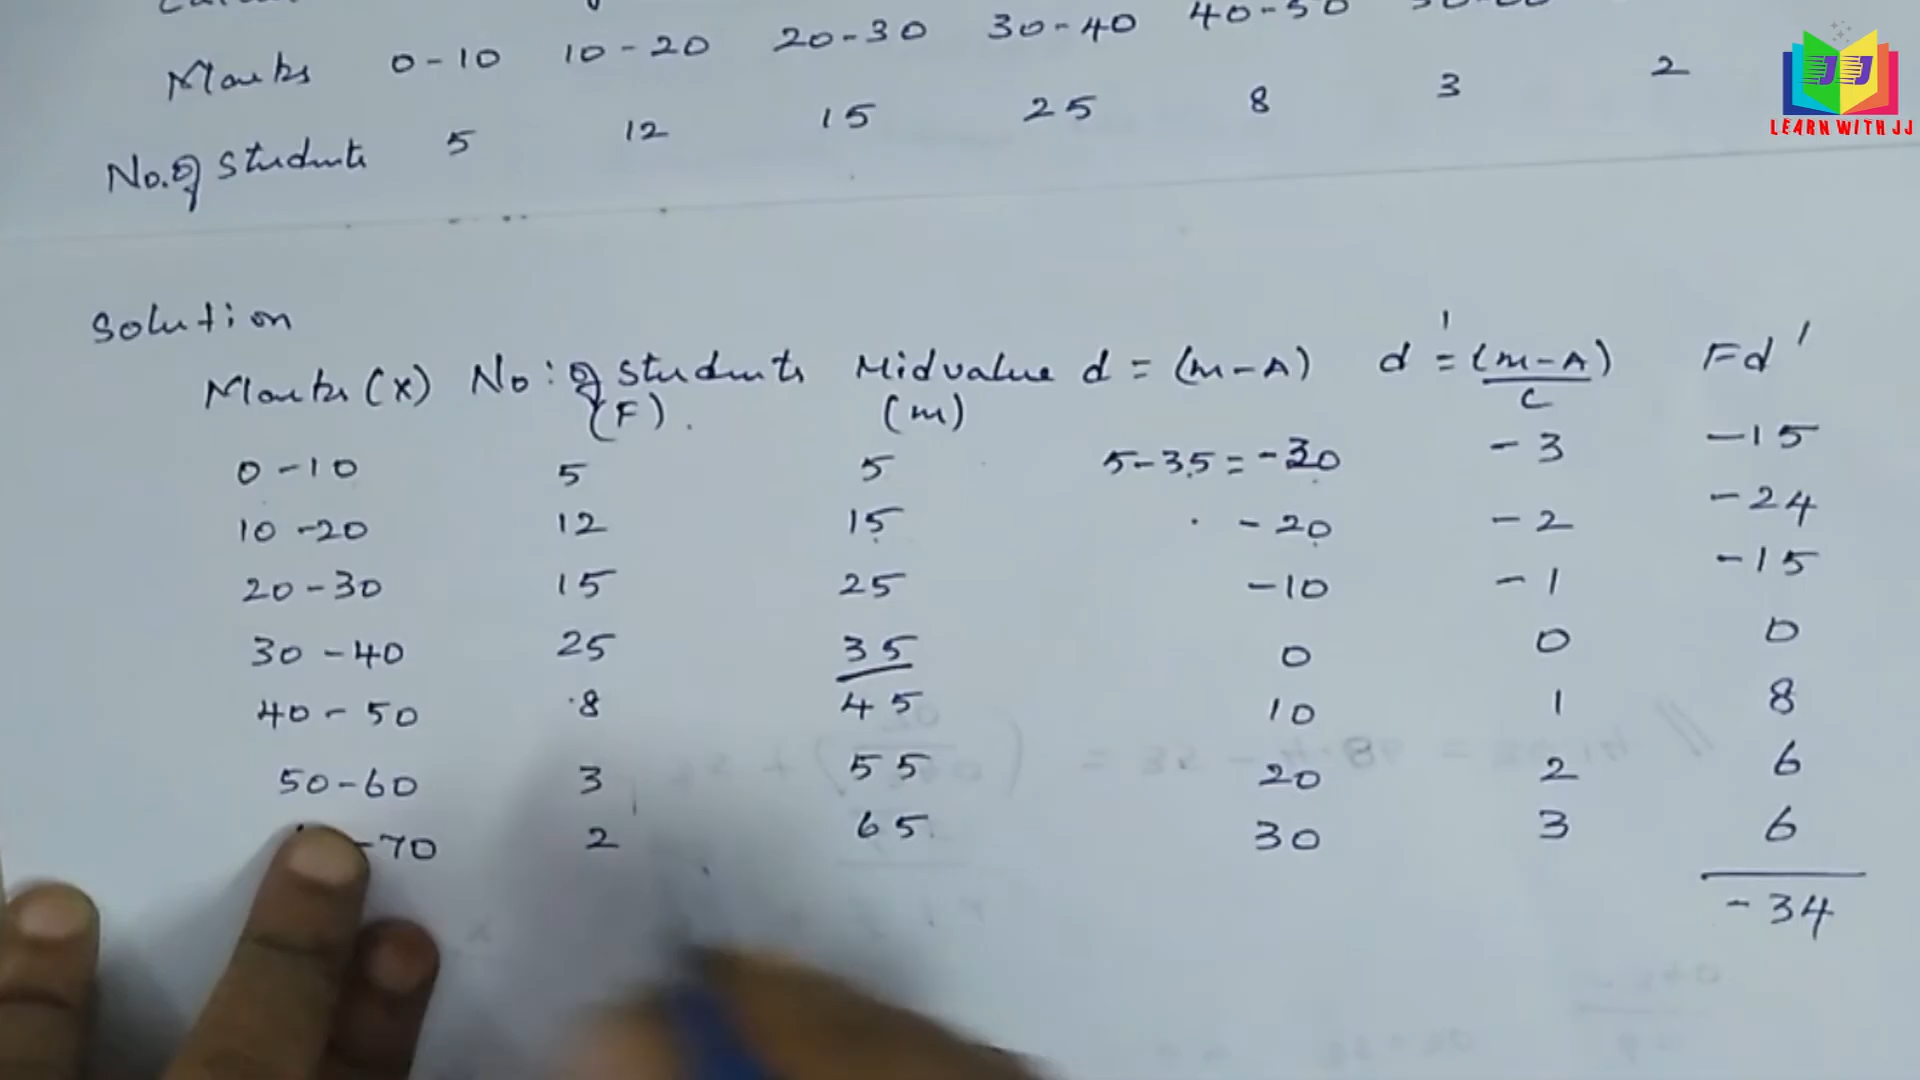 Marks 0-10 10-20 20-30 30-40 40-50
No. of students 5 12 15 25 8 3 2
LEARN WITH JJ
Solution
Marks (X) No: of students (F). Midvalue (m) d = (m-A) d' = (m-A)/C Fd'
0-10 5 5 5-35=-30 -3 -15
10-20 12 15 -20 -2 -24
20-30 15 25 -10 -1 -15
30-40 25 35 0 0 0
40-50 8 45 10 1 8
50-60 3 55 20 2 6
-70 2 65 30 3 6
-34